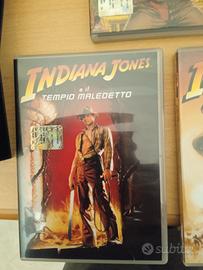 INDIANA JONES
e il
TEMPIO MALEDETTO
subito